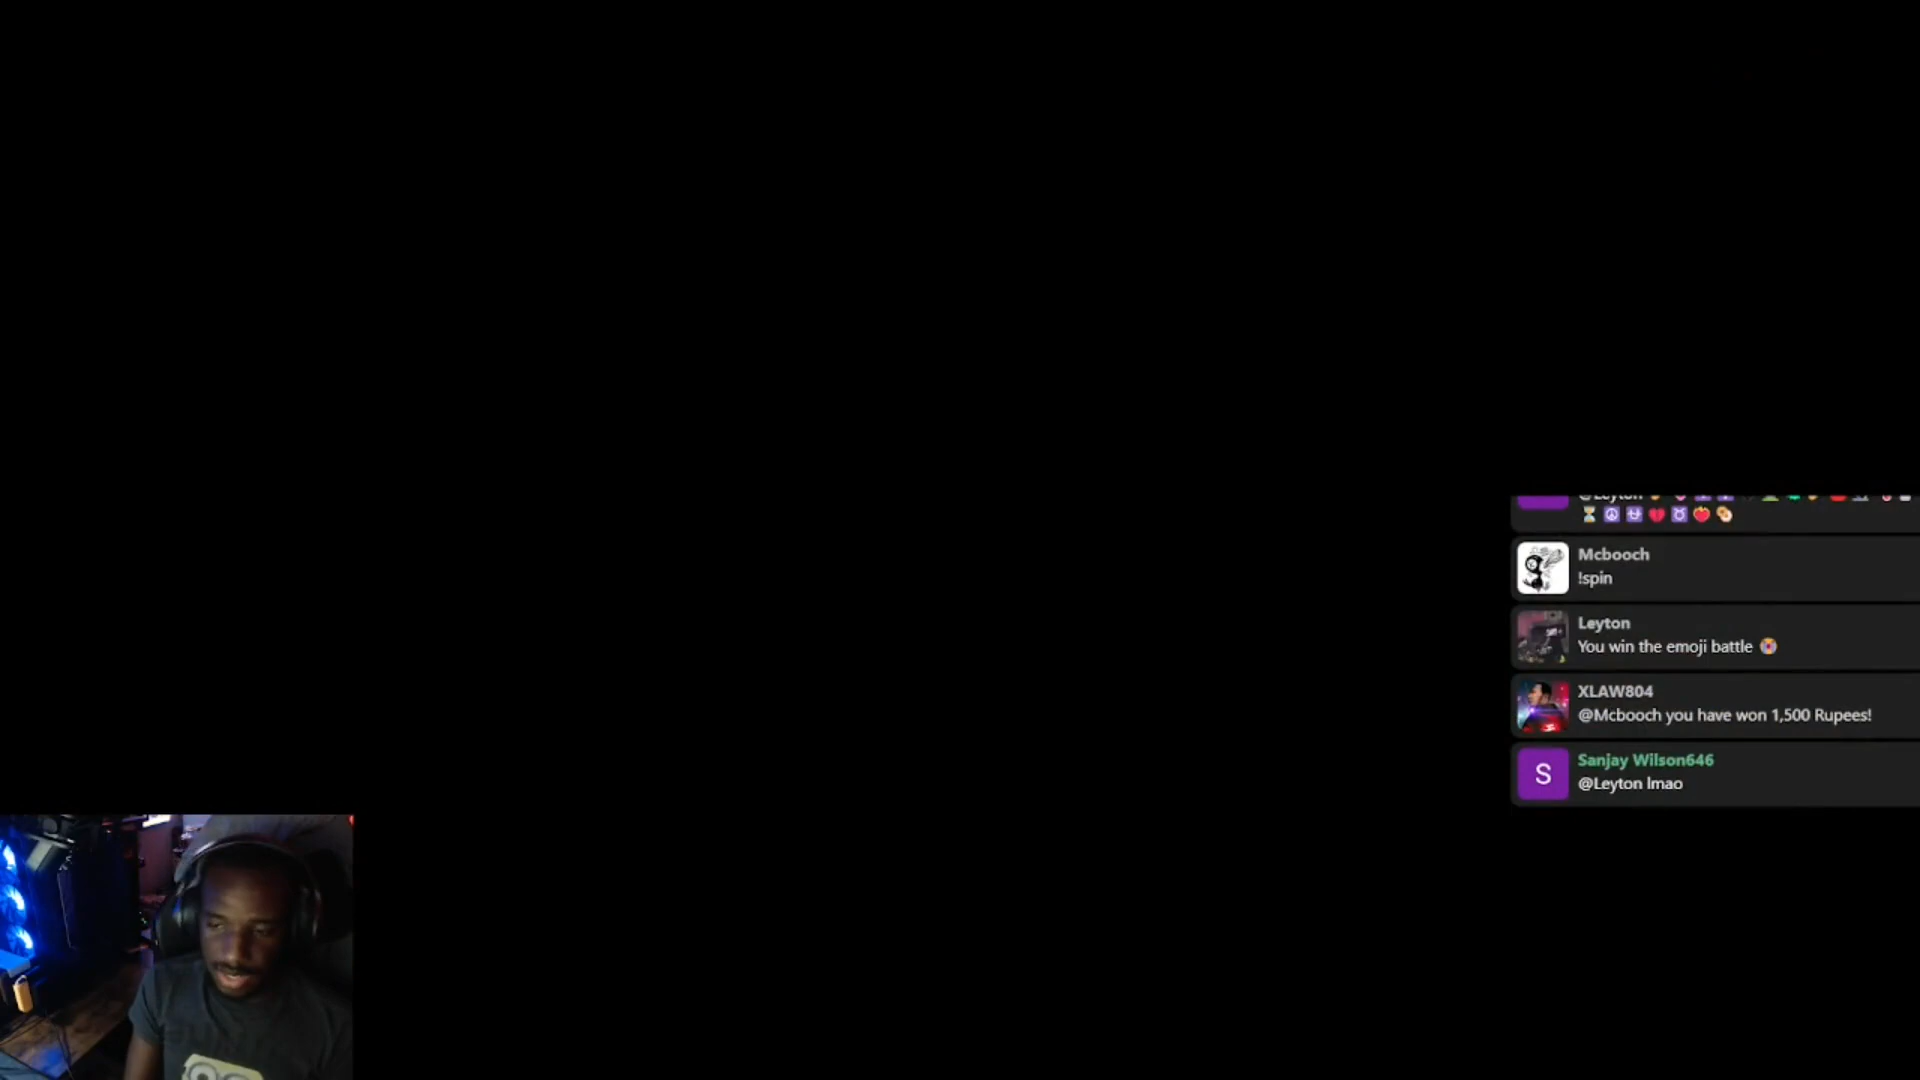 @Leyton
Mcbooch
!spin
Leyton
You win the emoji battle
XLAW804
@Mcbooch you have won 1,500 Rupees!
S
Sanjay Wilson646
@Leyton lmao